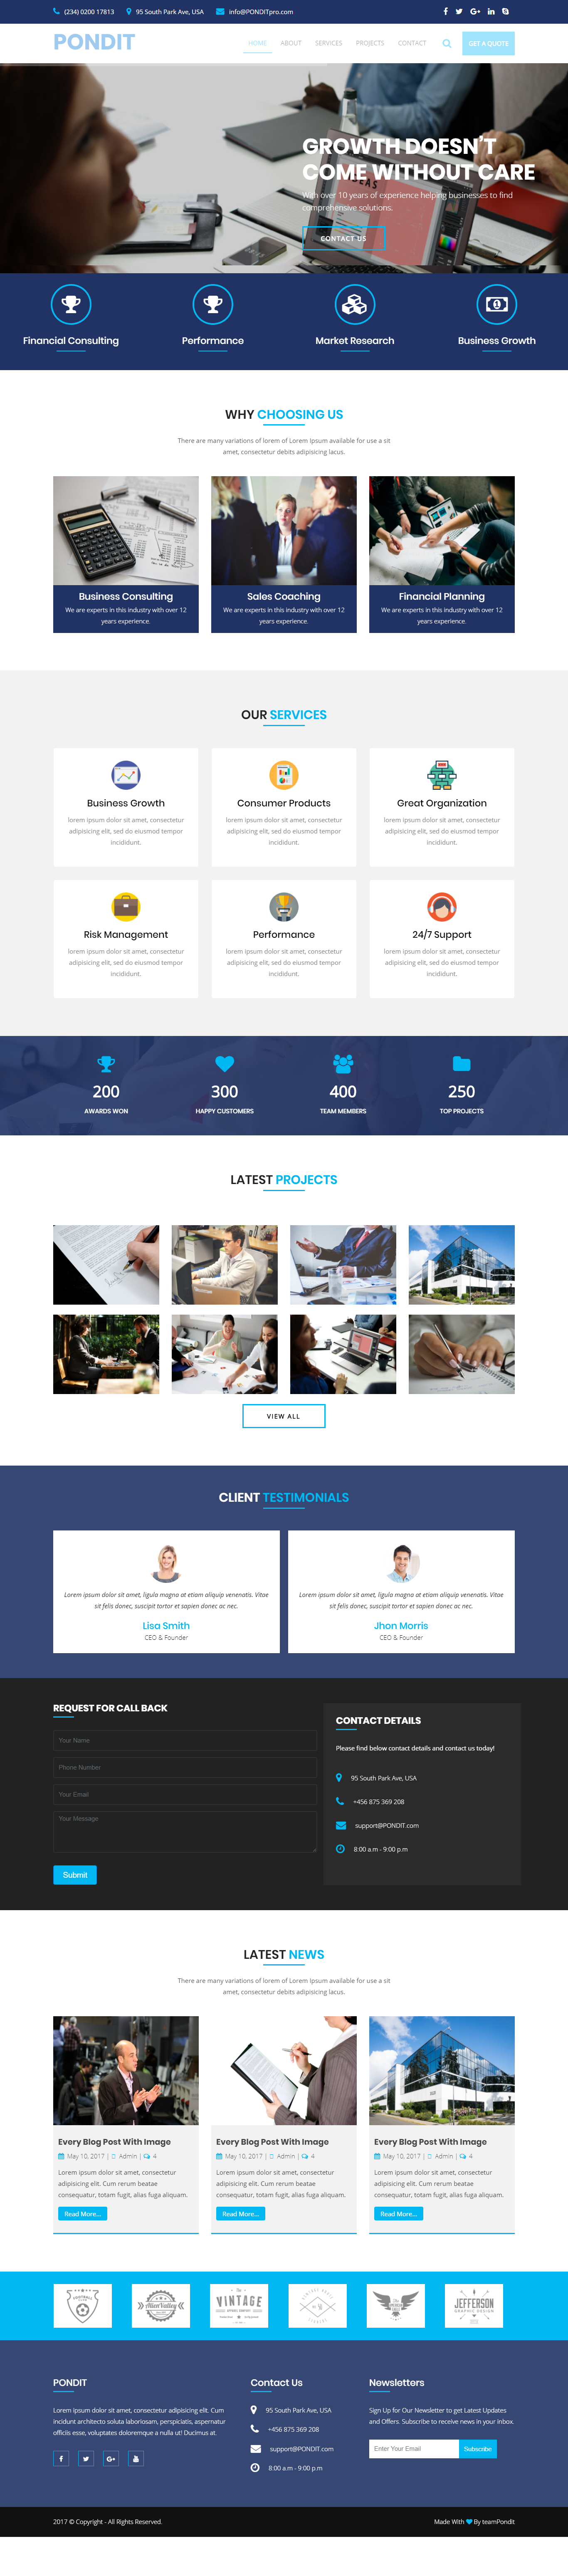 (234) 0200 17813 95 South Park Ave, USA info@PONDITpro.com
PONDIT
HOME ABOUT SERVICES PROJECTS CONTACT GET A QUOTE
GROWTH DOESN'T
COME WITHOUT CARE
With over 10 years of experience helping businesses to find
comprehensive solutions.
CONTACT US
Financial Consulting Performance Market Research Business Growth
WHY CHOOSING US
There are many variations of lorem of Lorem Ipsum available for use a sit
amet, consectetur debits adipisicing lacus.
Business Consulting
We are experts in this industry with over 12
years experience.
Sales Coaching
We are experts in this industry with over 12
years experience.
Financial Planning
We are experts in this industry with over 12
years experience.
OUR SERVICES
Business Growth
lorem ipsum dolor sit amet, consectetur
adipisicing elit, sed do eiusmod tempor
incididunt.
Consumer Products
lorem ipsum dolor sit amet, consectetur
adipisicing elit, sed do eiusmod tempor
incididunt.
Great Organization
lorem ipsum dolor sit amet, consectetur
adipisicing elit, sed do eiusmod tempor
incididunt.
Risk Management
lorem ipsum dolor sit amet, consectetur
adipisicing elit, sed do eiusmod tempor
incididunt.
Performance
lorem ipsum dolor sit amet, consectetur
adipisicing elit, sed do eiusmod tempor
incididunt.
24/7 Support
lorem ipsum dolor sit amet, consectetur
adipisicing elit, sed do eiusmod tempor
incididunt.
200 300 400 250
AWARDS WON HAPPY CUSTOMERS TEAM MEMBERS TOP PROJECTS
LATEST PROJECTS
VIEW ALL
CLIENT TESTIMONIALS
Lorem ipsum dolor sit amet, ligula magna at etiam aliquip venenatis. Vitae
sit felis donec, suscipit tortor et sapien donec ac nec.
Lisa Smith
CEO & Founder
Lorem ipsum dolor sit amet, ligula magna at etiam aliquip venenatis. Vitae
sit felis donec, suscipit tortor et sapien donec ac nec.
Jhon Morris
CEO & Founder
REQUEST FOR CALL BACK
Your Name
Phone Number
Your Email
Your Message
Submit
CONTACT DETAILS
Please find below contact details and contact us today!
95 South Park Ave, USA
+456 875 369 208
support@PONDIT.com
8:00 a.m - 9:00 p.m
LATEST NEWS
There are many variations of lorem of Lorem Ipsum available for use a sit
amet, consectetur debits adipisicing lacus.
Every Blog Post With Image
May 10, 2017 | Admin | 4
Lorem ipsum dolor sit amet, consectetur
adipisicing elit. Cum rerum beatae
consequatur, totam fugit, alias fuga aliquam.
Read More...
Every Blog Post With Image
May 10, 2017 | Admin | 4
Lorem ipsum dolor sit amet, consectetur
adipisicing elit. Cum rerum beatae
consequatur, totam fugit, alias fuga aliquam.
Read More...
Every Blog Post With Image
May 10, 2017 | Admin | 4
Lorem ipsum dolor sit amet, consectetur
adipisicing elit. Cum rerum beatae
consequatur, totam fugit, alias fuga aliquam.
Read More...
FOOTBALL
VINTAGE
JEFFERSON
GRAPHIC DESIGN
PONDIT
Lorem ipsum dolor sit amet, consectetur adipisicing elit. Cum
incidunt architecto soluta laboriosam, perspiciatis, aspernatur
officiis esse, voluptates doloremque a nulla ut! Ducimus at.
Contact Us
95 South Park Ave, USA
+456 875 369 208
support@PONDIT.com
8:00 a.m - 9:00 p.m
Newsletters
Sign Up for Our Newsletter to get Latest Updates
and Offers. Subscribe to receive news in your inbox.
Enter Your Email Subscribe
2017 © Copyright - All Rights Reserved. Made With By teamPondit